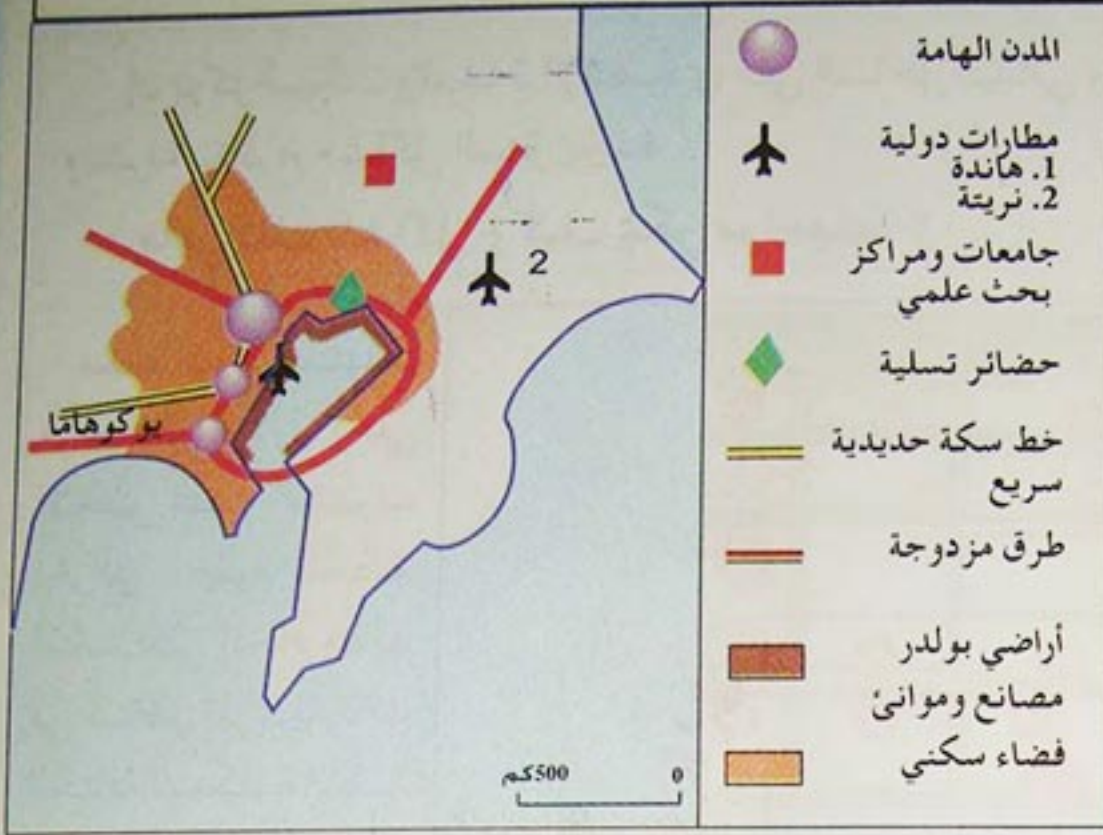 المدن الهامة
مطارات دولية
1. هاندة
2. نريتة
جامعات ومراكز
بحث علمي
حضائر تسلية
خط سكة حديدية
سريع
طرق مزدوجة
أراضي بولدر
مصانع وموانئ
فضاء سكني
2
يوكوهاما
500كم
0